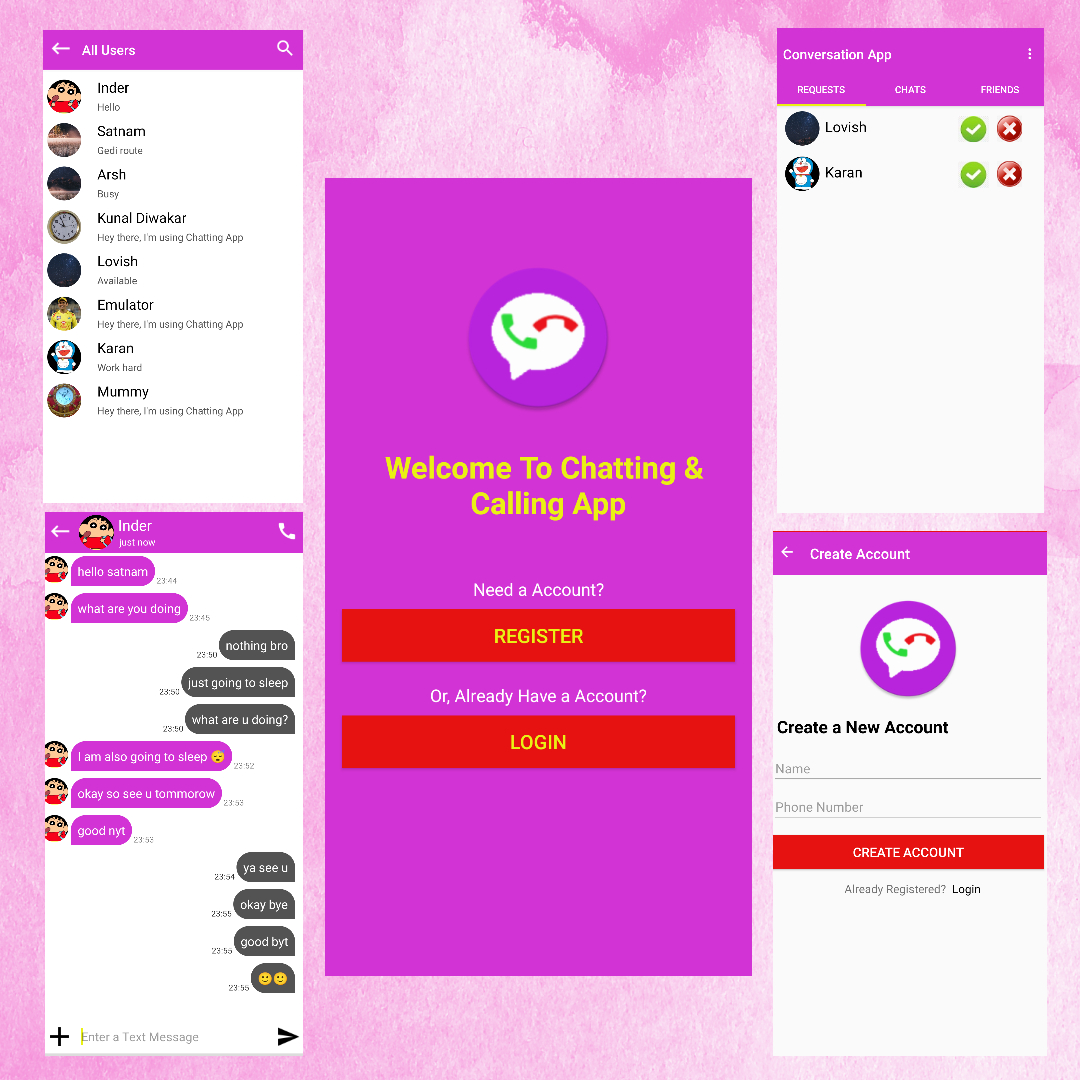 All Users
Inder
Hello
Satnam
Gedi route
Arsh
Busy
Kunal Diwakar
Hey there, I'm using Chatting App
Lovish
Available
Emulator
Hey there, I'm using Chatting App
Karan
Work hard
Mummy
Hey there, I'm using Chatting App
Inder
just now
hello satnam 23:44
what are you doing 23:45
23:50 nothing bro
23:50 just going to sleep
23:50 what are u doing?
I am also going to sleep 😴 23:52
okay so see u tommorow 23:53
good nyt 23:53
23:54 ya see u
23:55 okay bye
23:55 good byt
23:55 🙂🙂
Enter a Text Message
Welcome To Chatting &
Calling App
Need a Account?
REGISTER
Or, Already Have a Account?
LOGIN
Conversation App
REQUESTS CHATS FRIENDS
Lovish
Karan
Create Account
Create a New Account
Name
Phone Number
CREATE ACCOUNT
Already Registered? Login